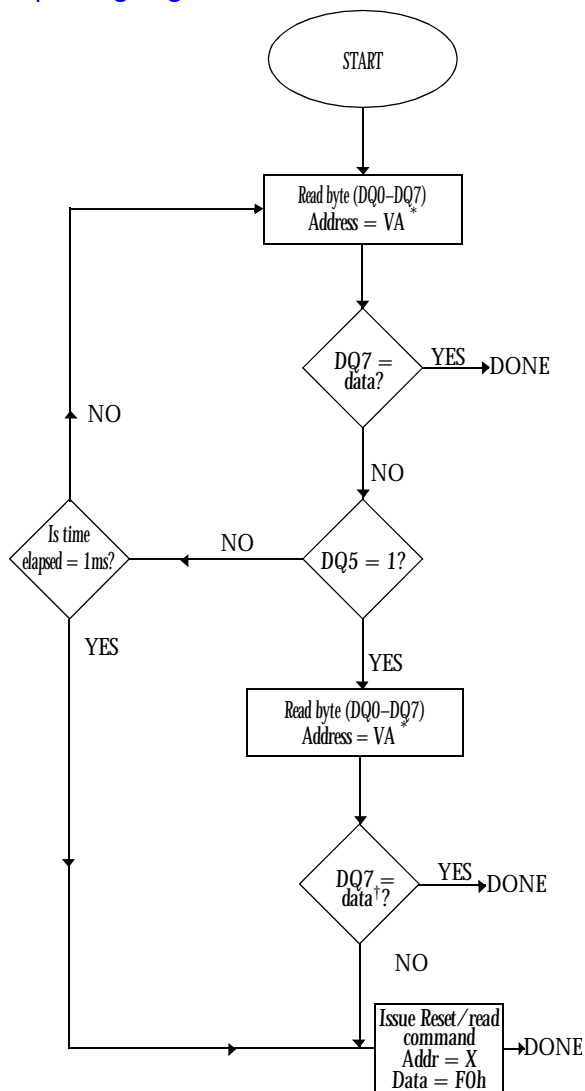 START
Read byte (DQ0–DQ7)
Address = VA *
DQ7 =
data?
YES
DONE
NO
NO
Is time
elapsed = 1ms?
NO
DQ5 = 1?
YES
YES
Read byte (DQ0–DQ7)
Address = VA *
DQ7 =
data†?
YES
DONE
NO
Issue Reset/read
command
Addr = X
Data = F0h
DONE